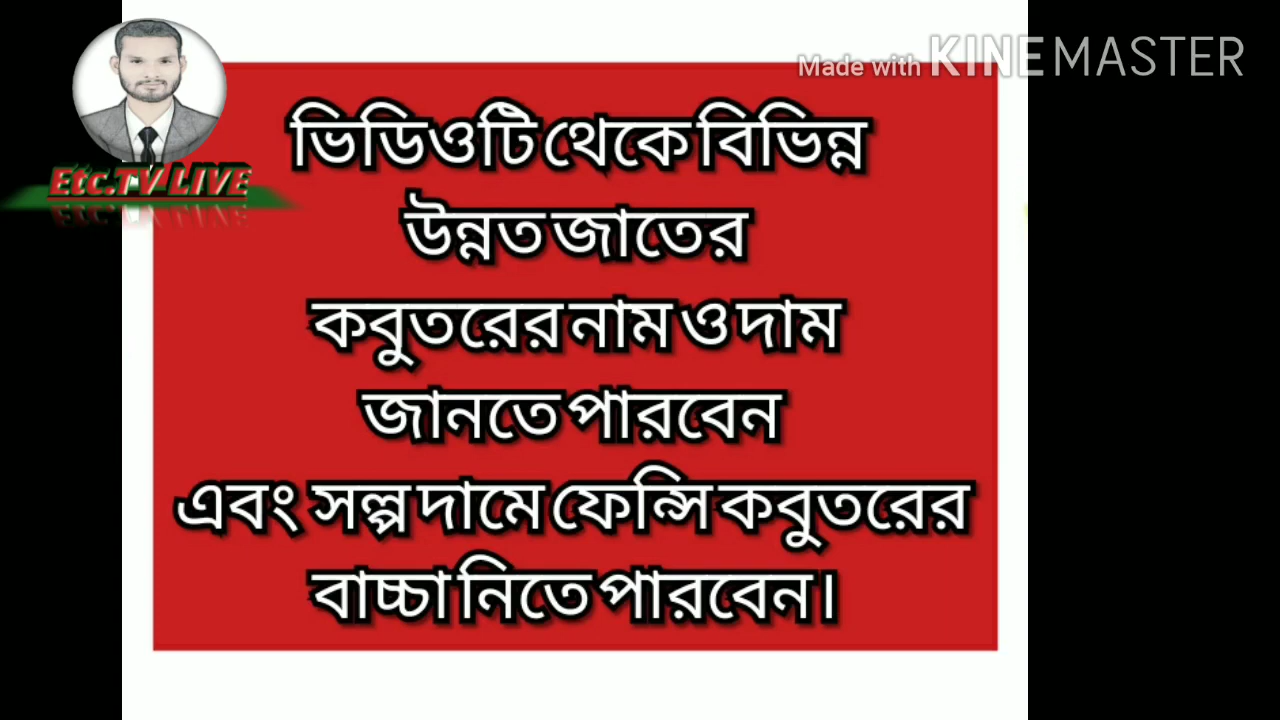 Made with KINEMASTER
Etc.TV LIVE
ভিডিওটি থেকে বিভিন্ন
উন্নত জাতের
কবুতরের নাম ও দাম
জানতে পারবেন
এবং সল্প দামে ফেন্সি কবুতরের
বাচ্চা নিতে পারবেন।